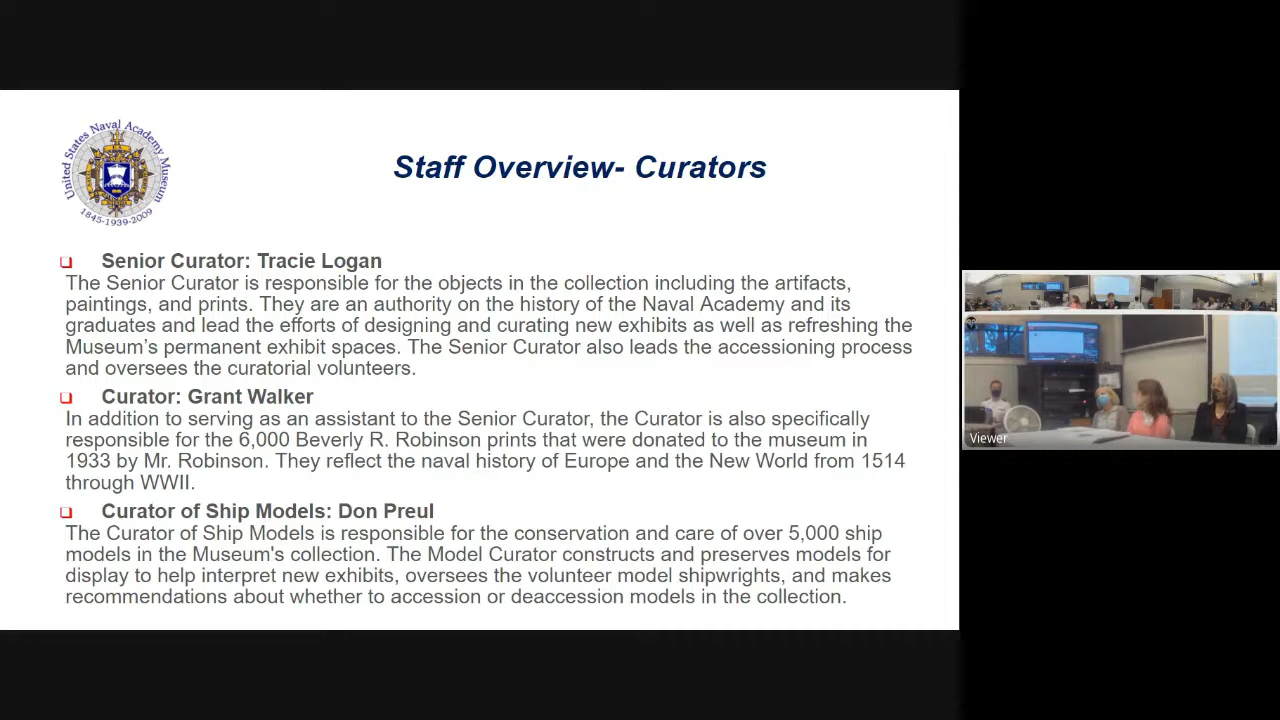 United States Naval Academy Museum
1845-1939-2009
Staff Overview- Curators
❑ Senior Curator: Tracie Logan
The Senior Curator is responsible for the objects in the collection including the artifacts,
paintings, and prints. They are an authority on the history of the Naval Academy and its
graduates and lead the efforts of designing and curating new exhibits as well as refreshing the
Museum's permanent exhibit spaces. The Senior Curator also leads the accessioning process
and oversees the curatorial volunteers.
❑ Curator: Grant Walker
In addition to serving as an assistant to the Senior Curator, the Curator is also specifically
responsible for the 6,000 Beverly R. Robinson prints that were donated to the museum in
1933 by Mr. Robinson. They reflect the naval history of Europe and the New World from 1514
through WWII.
❑ Curator of Ship Models: Don Preul
The Curator of Ship Models is responsible for the conservation and care of over 5,000 ship
models in the Museum's collection. The Model Curator constructs and preserves models for
display to help interpret new exhibits, oversees the volunteer model shipwrights, and makes
recommendations about whether to accession or deaccession models in the collection.
Viewer